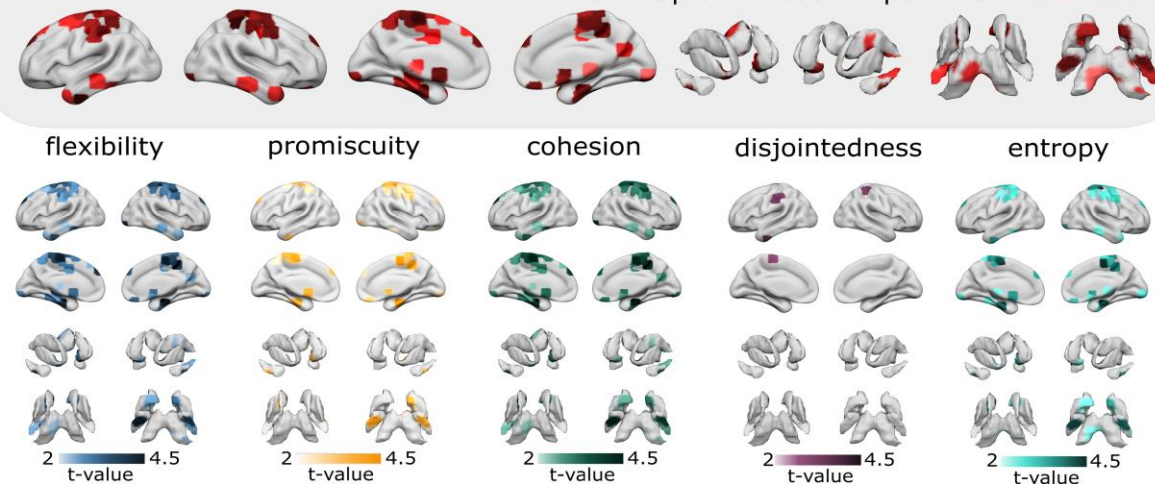 flexibility promiscuity cohesion disjointedness entropy
2 4.5 2 4.5 2 4.5 2 4.5 2 4.5
t-value t-value t-value t-value t-value